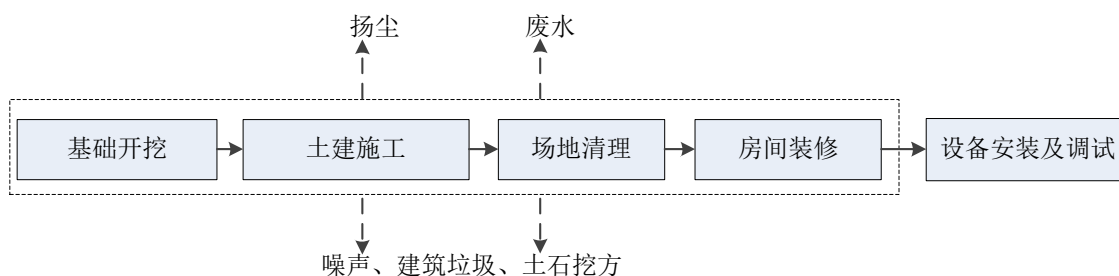 扬尘 废水
基础开挖 土建施工 场地清理 房间装修 设备安装及调试
噪声、建筑垃圾、土石挖方